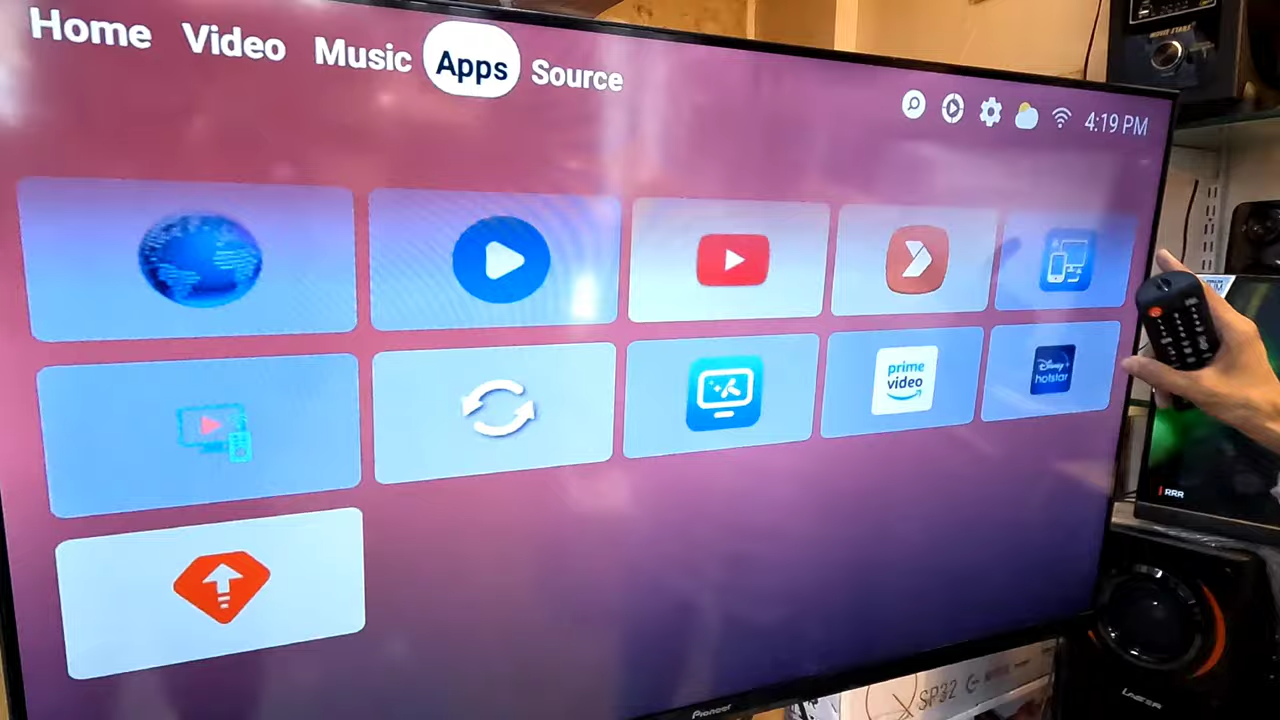 Home Video Music Apps Source
4:19 PM
prime
video
Disney+
hotstar
RRR
SP32
Pioneer